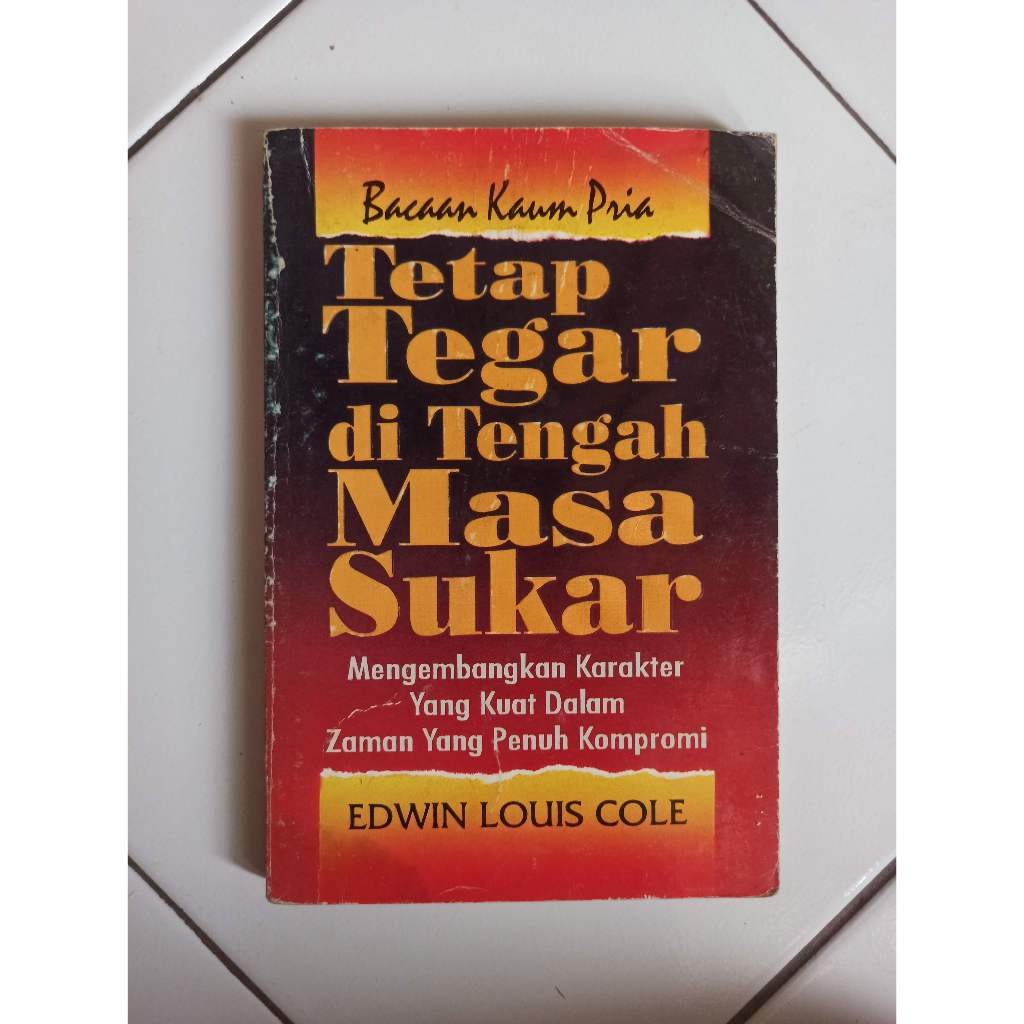 Bacaan Kaum Pria
Tetap
Tegar
di Tengah
Masa
Sukar
Mengembangkan Karakter
Yang Kuat Dalam
Zaman Yang Penuh Kompromi
EDWIN LOUIS COLE